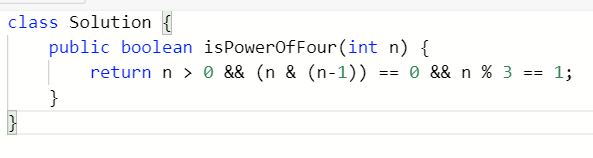 class Solution {
    public boolean isPowerOfFour(int n) {
        return n > 0 && (n & (n-1)) == 0 && n % 3 == 1;
    }
}